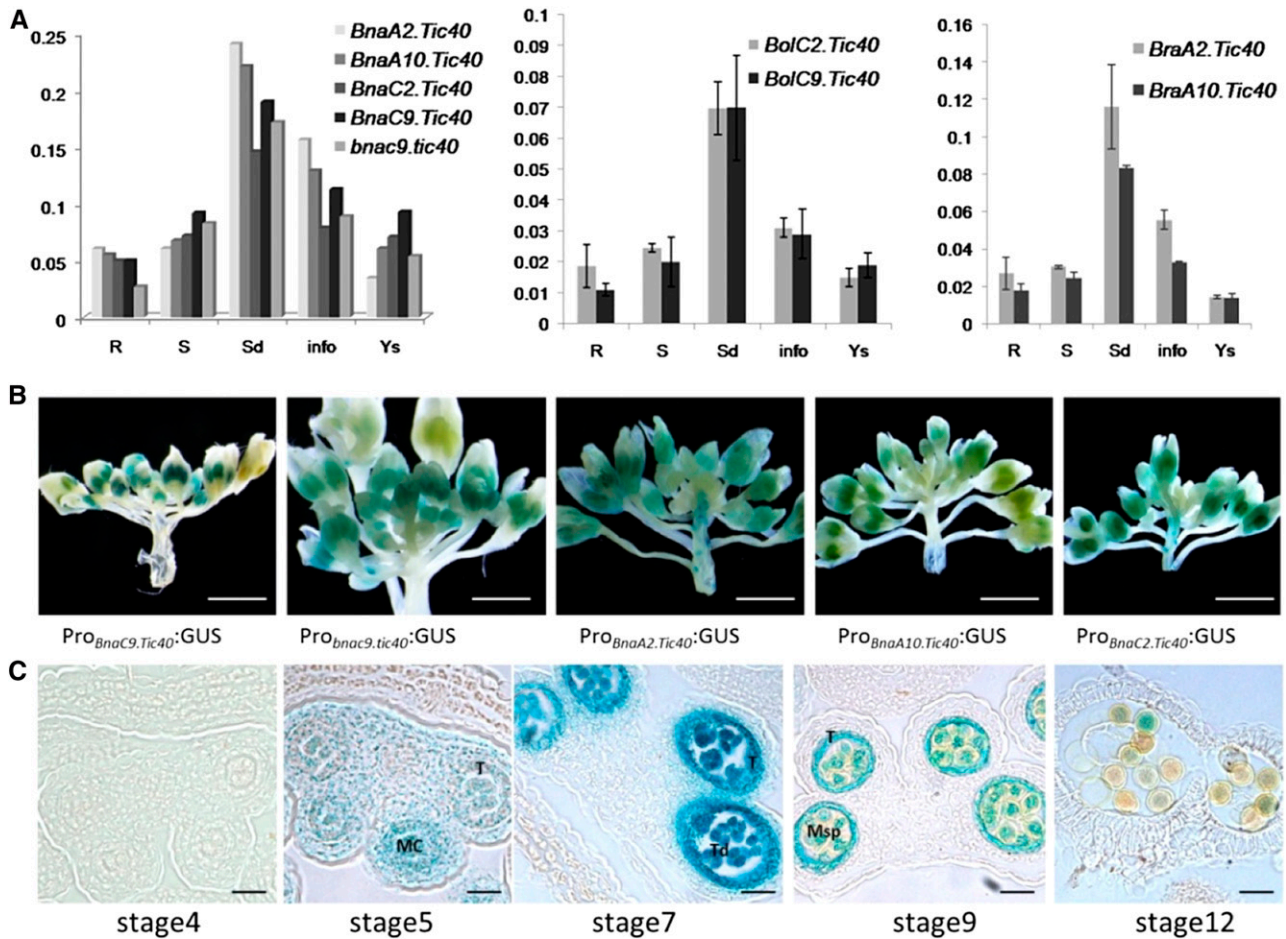 A
0.25
0.2
0.15
0.1
0.05
0
R S Sd info Ys
BnaA2.Tic40
BnaA10.Tic40
BnaC2.Tic40
BnaC9.Tic40
bnac9.tic40
0.1
0.09
0.08
0.07
0.06
0.05
0.04
0.03
0.02
0.01
0
R S Sd info Ys
BolC2.Tic40
BolC9.Tic40
0.16
0.14
0.12
0.1
0.08
0.06
0.04
0.02
0
R S Sd info Ys
BraA2.Tic40
BraA10.Tic40
B
ProBnaC9.Tic40:GUS
Probnac9.tic40:GUS
ProBnaA2.Tic40:GUS
ProBnaA10.Tic40:GUS
ProBnaC2.Tic40:GUS
C
T
MC
T
Td
T
Msp
stage4
stage5
stage7
stage9
stage12